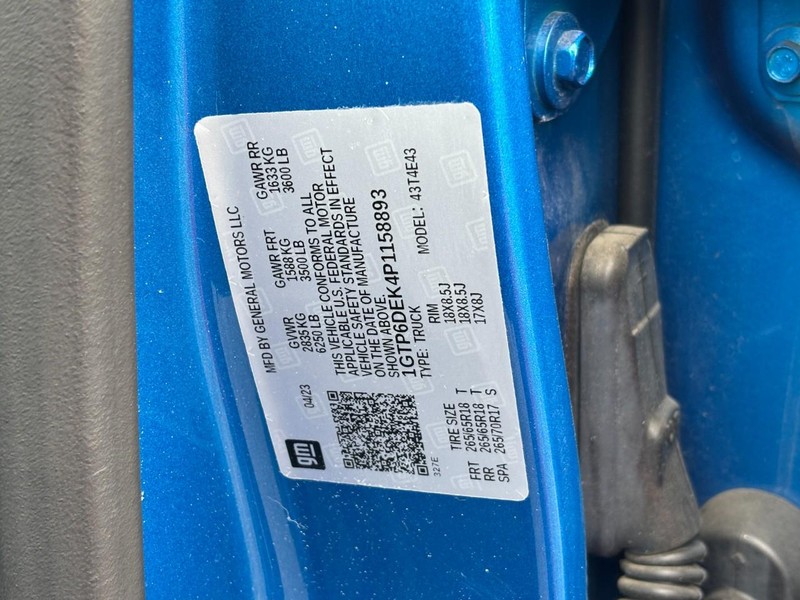 MFD BY GENERAL MOTORS LLC
04/23 GVWR GAWR FRT GAWR RR
2835 KG 1588 KG 1633 KG
6250 LB 3500 LB 3600 LB
THIS VEHICLE CONFORMS TO ALL
APPLICABLE U.S. FEDERAL MOTOR
VEHICLE SAFETY STANDARDS IN EFFECT
ON THE DATE OF MANUFACTURE
SHOWN ABOVE.
1GTP6DEK4P1158893
TYPE: TRUCK MODEL: 43T4E43
gm
327E
TIRE SIZE RIM
FRT 265/65R18 T 18X8.5J
RR 265/65R18 T 18X8.5J
SPA 265/70R17 S 17X8J